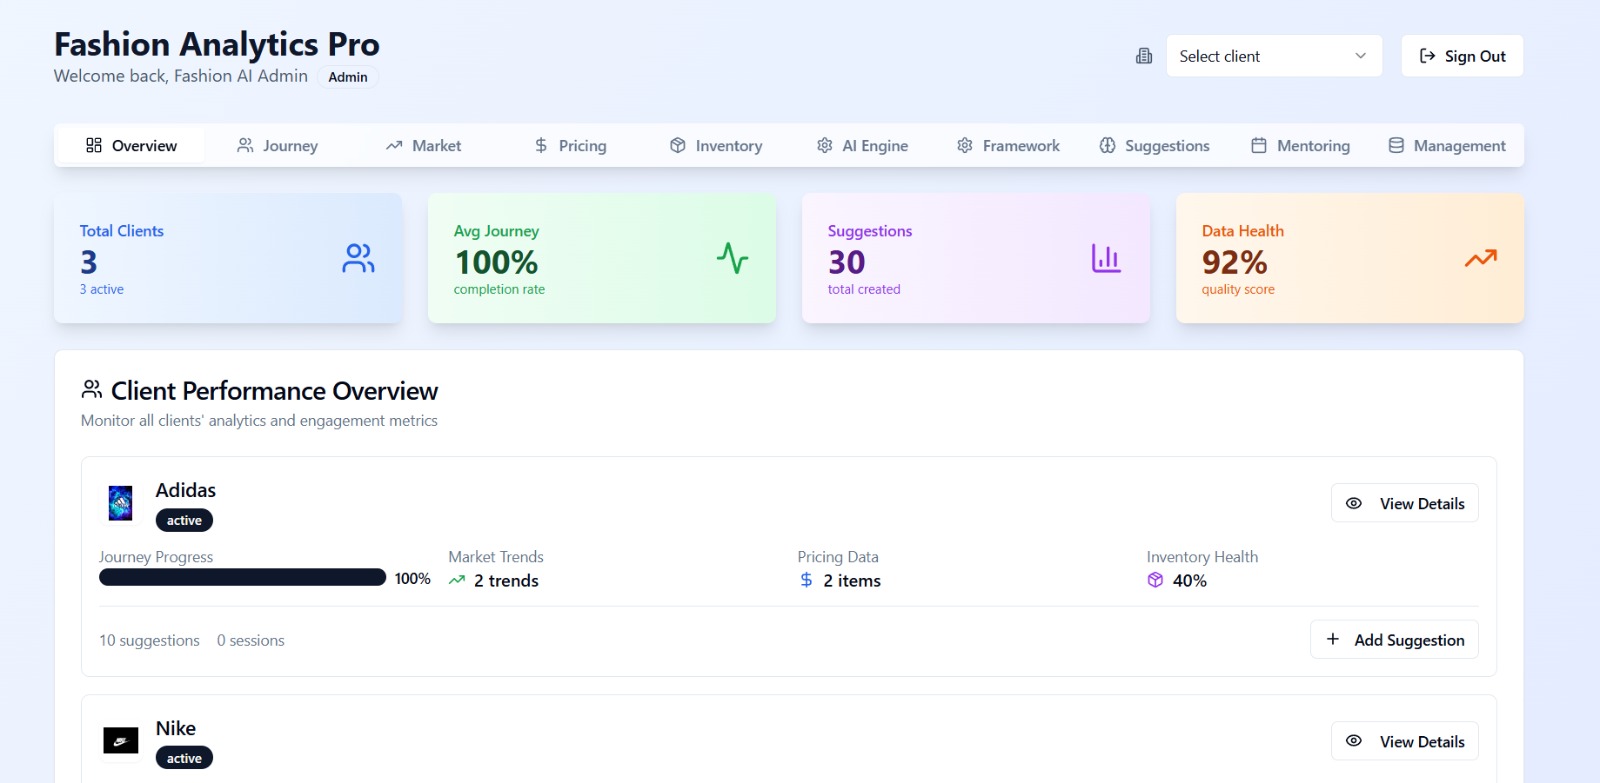 Fashion Analytics Pro
Welcome back, Fashion AI Admin Admin
Select client
Sign Out
Overview Journey Market Pricing Inventory AI Engine Framework Suggestions Mentoring Management
Total Clients
3
3 active
Avg Journey
100%
completion rate
Suggestions
30
total created
Data Health
92%
quality score
Client Performance Overview
Monitor all clients' analytics and engagement metrics
Adidas
active
View Details
Journey Progress
100%
Market Trends
2 trends
Pricing Data
2 items
Inventory Health
40%
10 suggestions 0 sessions
Add Suggestion
Nike
active
View Details